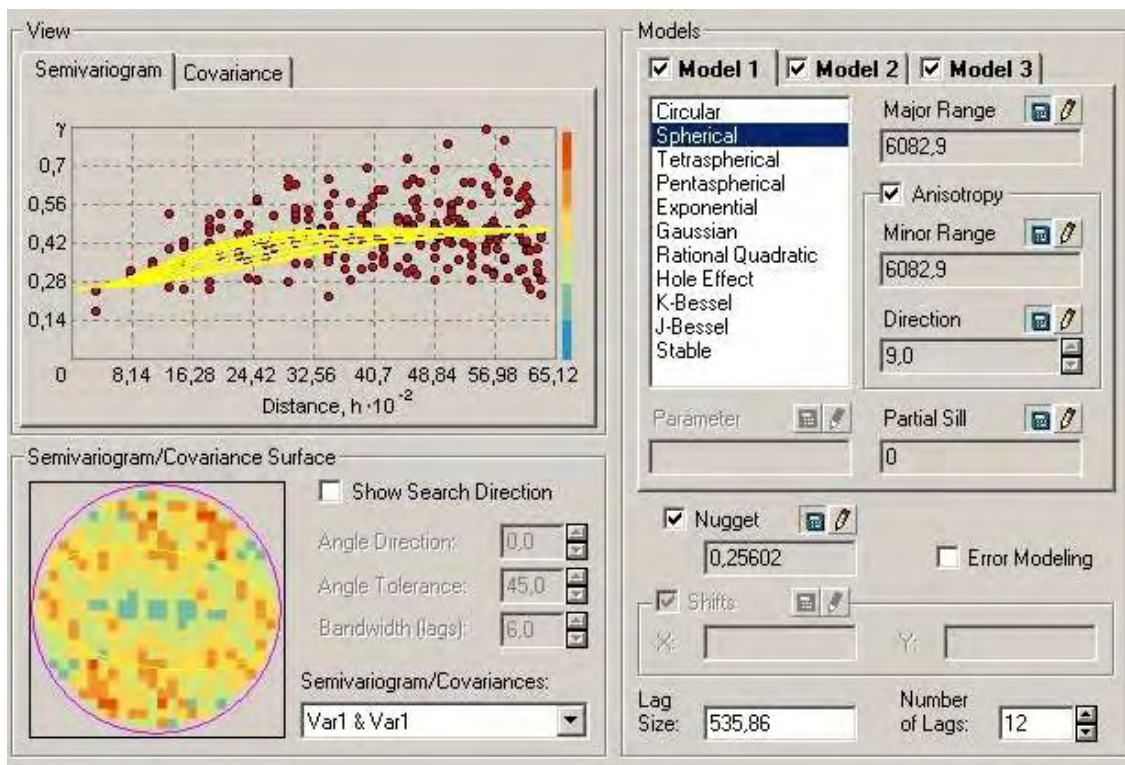 View
Semivariogram Covariance
γ
0,7
0,56
0,42
0,28
0,14
0 8,14 16,28 24,42 32,56 40,7 48,84 56,98 65,12
Distance, h·10⁻²
Semivariogram/Covariance Surface
Show Search Direction
Angle Direction: 0,0
Angle Tolerance: 45,0
Bandwidth (lags): 6,0
Semivariogram/Covariances:
Var1 & Var1
Models
Model 1 Model 2 Model 3
Circular
Spherical
Tetraspherical
Pentaspherical
Exponential
Gaussian
Rational Quadratic
Hole Effect
K-Bessel
J-Bessel
Stable
Major Range
6082,9
Anisotropy
Minor Range
6082,9
Direction
9,0
Parameter
Partial Sill
0
Nugget
0,25602
Error Modeling
Shifts
X: Y:
Lag Size: 535,86
Number of Lags: 12